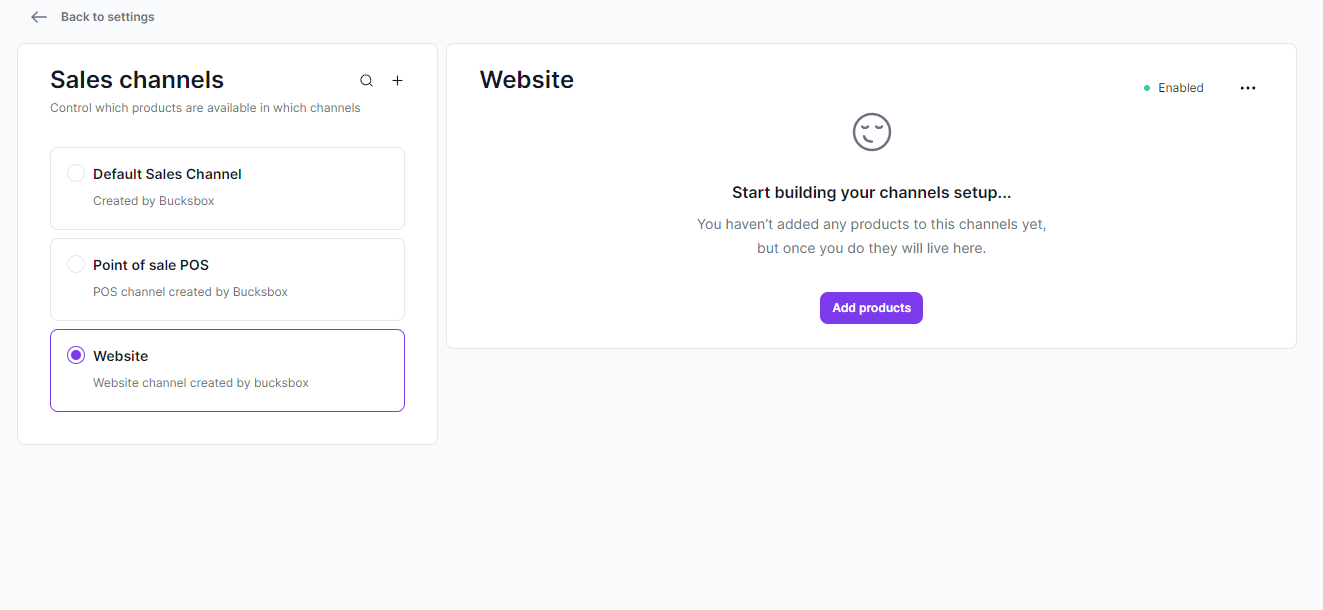 Back to settings
Sales channels
Control which products are available in which channels
Default Sales Channel
Created by Bucksbox
Point of sale POS
POS channel created by Bucksbox
Website
Website channel created by bucksbox
Website
Enabled
Start building your channels setup...
You haven’t added any products to this channels yet,
but once you do they will live here.
Add products